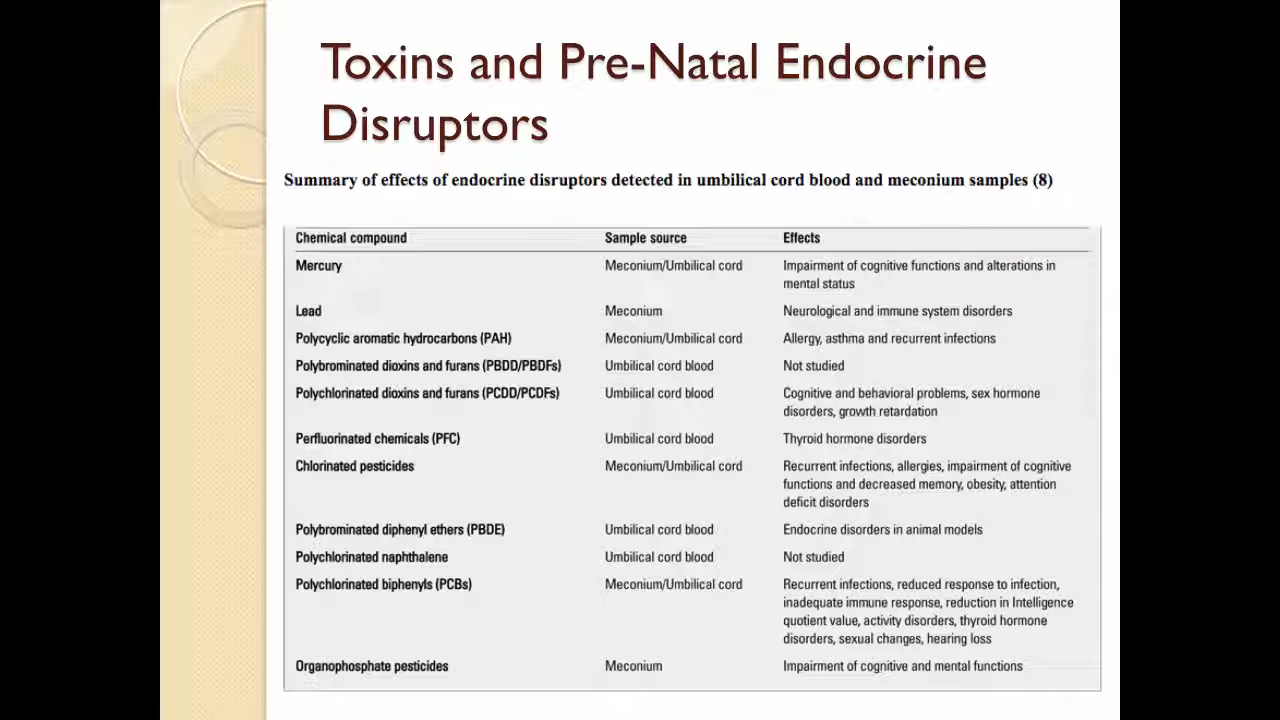 Toxins and Pre-Natal Endocrine
Disruptors
Summary of effects of endocrine disruptors detected in umbilical cord blood and meconium samples (8)
Chemical compound Sample source Effects
Mercury Meconium/Umbilical cord Impairment of cognitive functions and alterations in
mental status
Lead Meconium Neurological and immune system disorders
Polycyclic aromatic hydrocarbons (PAH) Meconium/Umbilical cord Allergy, asthma and recurrent infections
Polybrominated dioxins and furans (PBDD/PBDFs) Umbilical cord blood Not studied
Polychlorinated dioxins and furans (PCDD/PCDFs) Umbilical cord blood Cognitive and behavioral problems, sex hormone
disorders, growth retardation
Perfluorinated chemicals (PFC) Umbilical cord blood Thyroid hormone disorders
Chlorinated pesticides Meconium/Umbilical cord Recurrent infections, allergies, impairment of cognitive
functions and decreased memory, obesity, attention
deficit disorders
Polybrominated diphenyl ethers (PBDE) Umbilical cord blood Endocrine disorders in animal models
Polychlorinated naphthalene Umbilical cord blood Not studied
Polychlorinated biphenyls (PCBs) Meconium/Umbilical cord Recurrent infections, reduced response to infection,
inadequate immune response, reduction in Intelligence
quotient value, activity disorders, thyroid hormone
disorders, sexual changes, hearing loss
Organophosphate pesticides Meconium Impairment of cognitive and mental functions